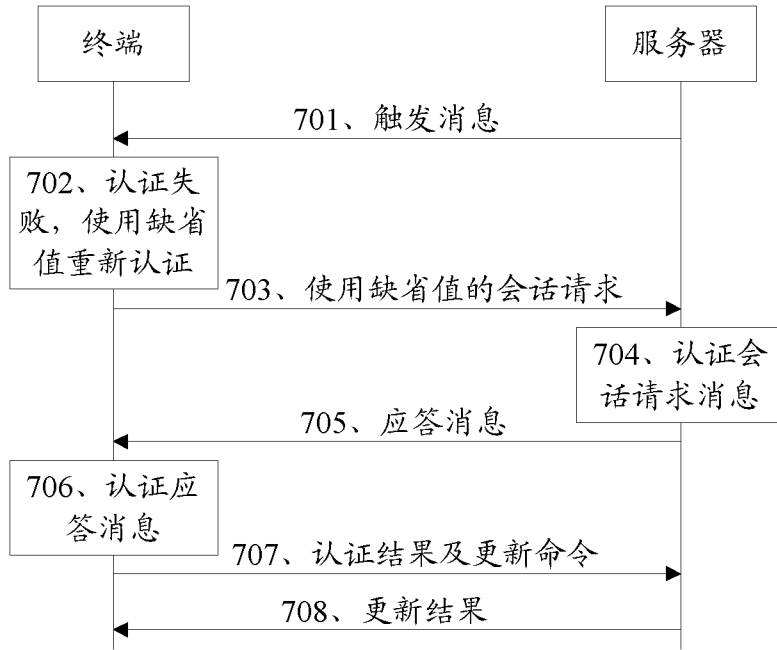 终端
服务器
701、触发消息
702、认证失
败，使用缺省
值重新认证
703、使用缺省值的会话请求
704、认证会
话请求消息
705、应答消息
706、认证应
答消息
707、认证结果及更新命令
708、更新结果